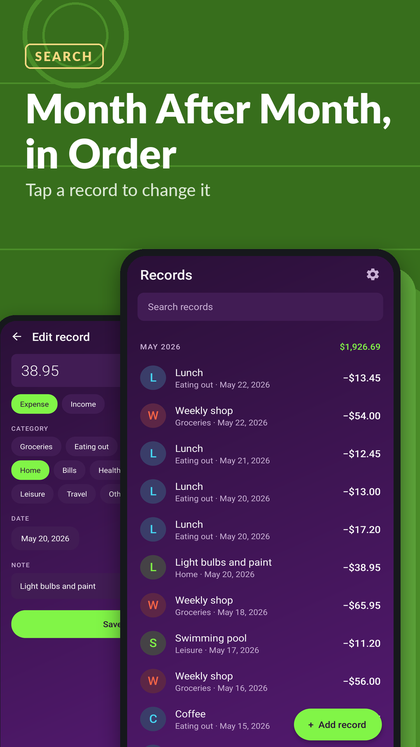 SEARCH
Month After Month,
in Order
Tap a record to change it
Edit record
38.95
Expense
Income
CATEGORY
Groceries
Eating out
Home
Bills
Health
Leisure
Travel
DATE
May 20, 2026
NOTE
Light bulbs and paint
Save
Records
Search records
MAY 2026 $1,926.69
L Lunch −$13.45
Eating out · May 22, 2026
W Weekly shop −$54.00
Groceries · May 22, 2026
L Lunch −$12.45
Eating out · May 21, 2026
L Lunch −$13.00
Eating out · May 20, 2026
L Lunch −$17.20
Eating out · May 20, 2026
L Light bulbs and paint −$38.95
Home · May 20, 2026
W Weekly shop −$65.95
Groceries · May 18, 2026
S Swimming pool −$11.20
Leisure · May 17, 2026
W Weekly shop −$56.00
Groceries · May 16, 2026
C Coffee
Eating out · May 15, 2026
+ Add record